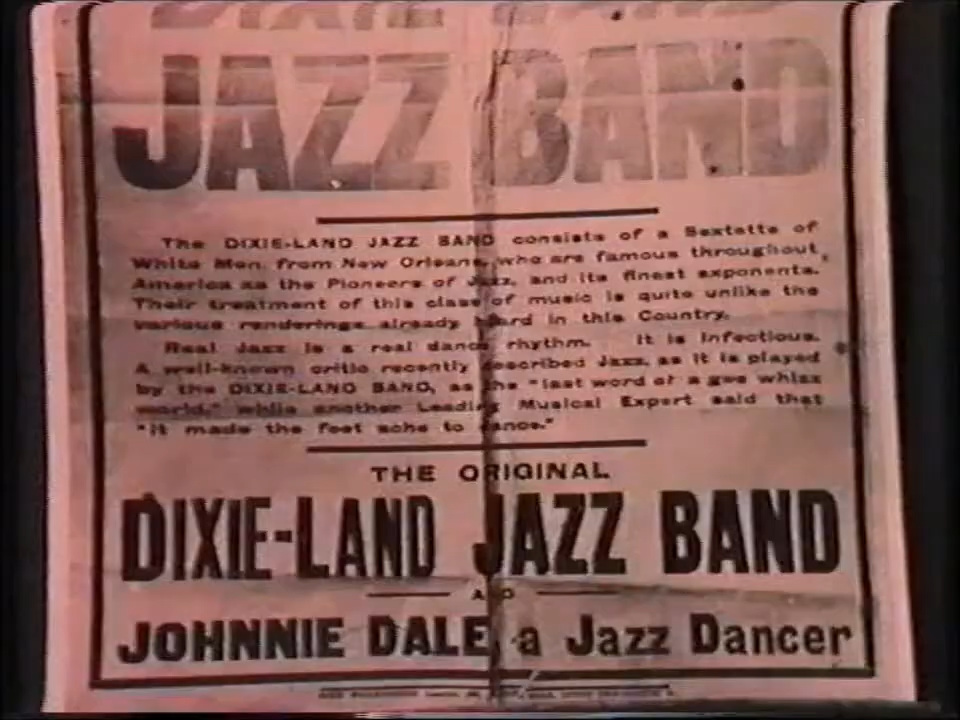 DIXIE-LAND
JAZZ BAND
The DIXIE-LAND JAZZ BAND consists of a Sextette of
White Men from New Orleans, who are famous throughout
America as the Pioneers of Jazz, and its finest exponents.
Their treatment of this class of music is quite unlike the
various renderings already heard in this Country.
Real Jazz is a real dance rhythm. It is infectious.
A well-known critic recently described Jazz, as it is played
by the DIXIE-LAND BAND, as the "last word of a gee whizz
world," while another Leading Musical Expert said that
"it made the feet ache to dance."
THE ORIGINAL
DIXIE-LAND JAZZ BAND
AND
JOHNNIE DALE, a Jazz Dancer